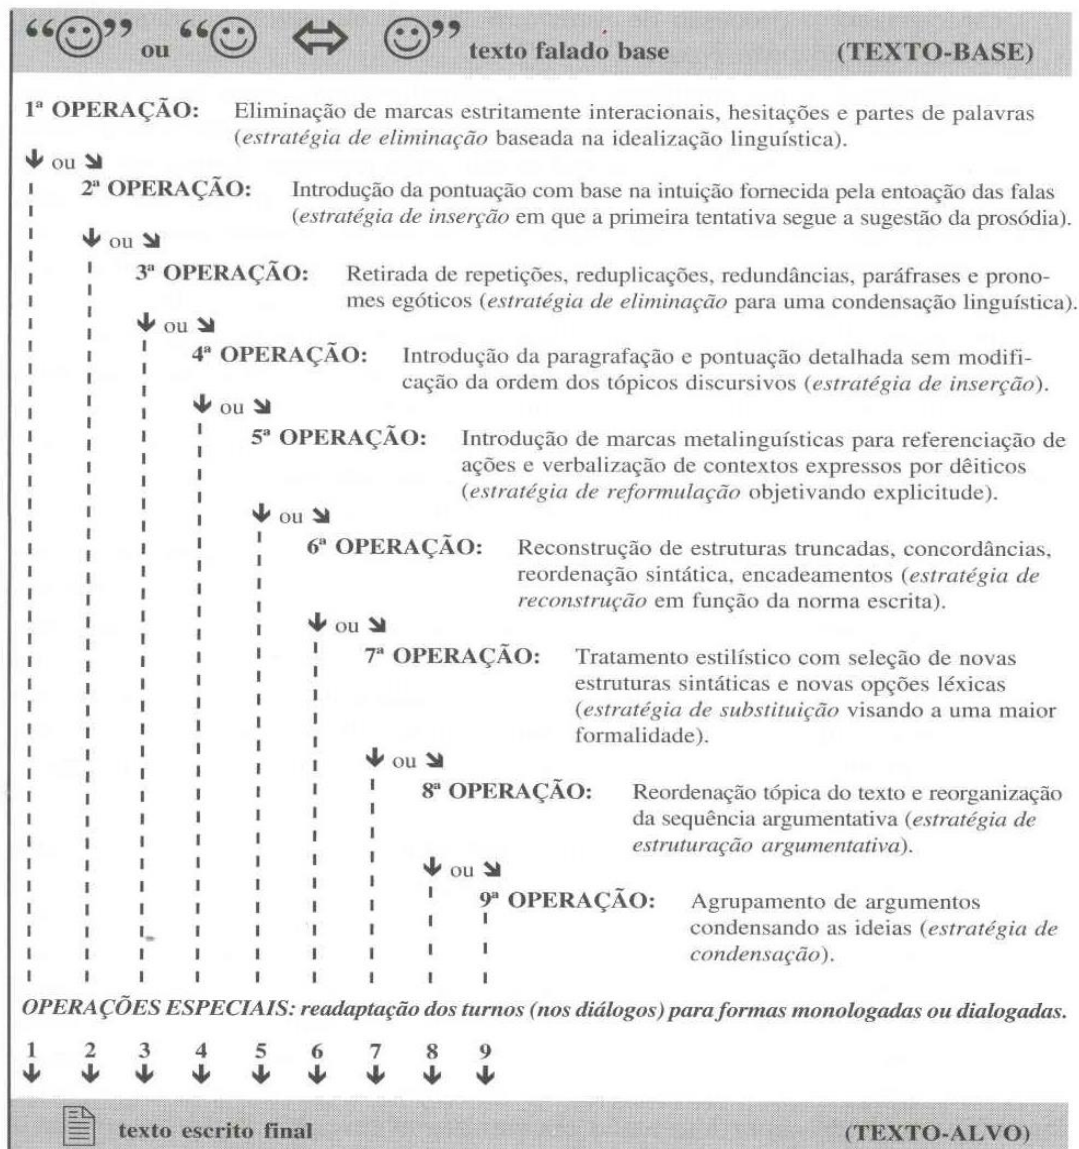 “☺” ou “☺ ⇔ ☺” texto falado base (TEXTO-BASE)
1ª OPERAÇÃO: Eliminação de marcas estritamente interacionais, hesitações e partes de palavras
(estratégia de eliminação baseada na idealização linguística).
↓ ou ↘
2ª OPERAÇÃO: Introdução da pontuação com base na intuição fornecida pela entoação das falas
(estratégia de inserção em que a primeira tentativa segue a sugestão da prosódia).
↓ ou ↘
3ª OPERAÇÃO: Retirada de repetições, reduplicações, redundâncias, paráfrases e prono-
mes egóticos (estratégia de eliminação para uma condensação linguística).
↓ ou ↘
4ª OPERAÇÃO: Introdução da paragrafação e pontuação detalhada sem modifi-
cação da ordem dos tópicos discursivos (estratégia de inserção).
↓ ou ↘
5ª OPERAÇÃO: Introdução de marcas metalinguísticas para referenciação de
ações e verbalização de contextos expressos por dêiticos
(estratégia de reformulação objetivando explicitude).
↓ ou ↘
6ª OPERAÇÃO: Reconstrução de estruturas truncadas, concordâncias,
reordenação sintática, encadeamentos (estratégia de
reconstrução em função da norma escrita).
↓ ou ↘
7ª OPERAÇÃO: Tratamento estilístico com seleção de novas
estruturas sintáticas e novas opções léxicas
(estratégia de substituição visando a uma maior
formalidade).
↓ ou ↘
8ª OPERAÇÃO: Reordenação tópica do texto e reorganização
da sequência argumentativa (estratégia de
estruturação argumentativa).
↓ ou ↘
9ª OPERAÇÃO: Agrupamento de argumentos
condensando as ideias (estratégia de
condensação).
OPERAÇÕES ESPECIAIS: readaptação dos turnos (nos diálogos) para formas monologadas ou dialogadas.
1 2 3 4 5 6 7 8 9
↓ ↓ ↓ ↓ ↓ ↓ ↓ ↓ ↓
texto escrito final (TEXTO-ALVO)